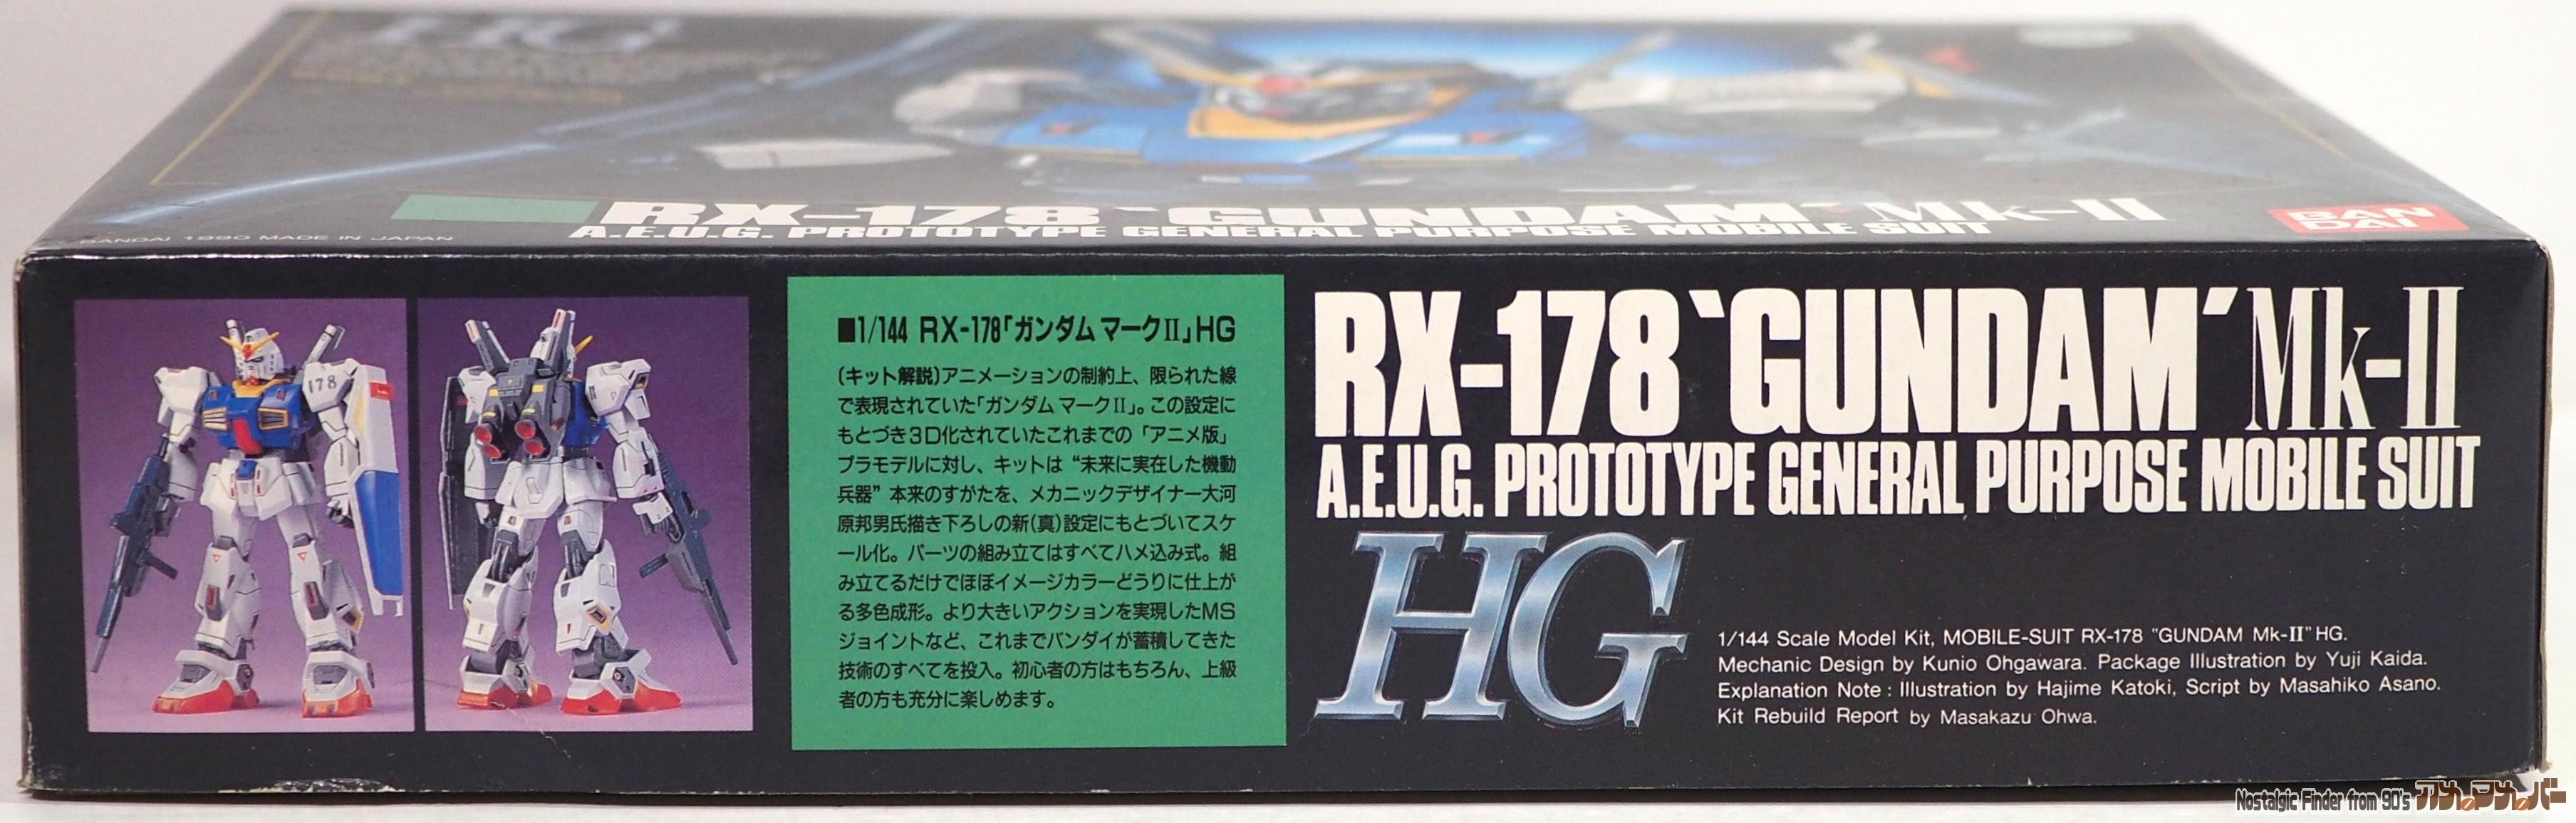 HG
RX-178 `GUNDAM´ Mk-II
A.E.U.G. PROTOTYPE GENERAL PURPOSE MOBILE SUIT
BANDAI 1990 MADE IN JAPAN
BAN
DAI
178
■1/144 RX-178「ガンダム マークⅡ」HG
〔キット解説〕アニメーションの制約上、限られた線
で表現されていた「ガンダム マークⅡ」。この設定に
もとづき3D化されていたこれまでの「アニメ版」
プラモデルに対し、キットは“未来に実在した機動
兵器”本来のすがたを、メカニックデザイナー大河
原邦男氏描き下ろしの新(真)設定にもとづいてスケ
ール化。パーツの組み立てはすべてハメ込み式。組
み立てるだけでほぼイメージカラーどうりに仕上が
る多色成形。より大きいアクションを実現したMS
ジョイントなど、これまでバンダイが蓄積してきた
技術のすべてを投入。初心者の方はもちろん、上級
者の方も充分に楽しめます。
RX-178 `GUNDAM´ Mk-II
A.E.U.G. PROTOTYPE GENERAL PURPOSE MOBILE SUIT
HG
1/144 Scale Model Kit, MOBILE-SUIT RX-178 "GUNDAM Mk-II" HG.
Mechanic Design by Kunio Ohgawara. Package Illustration by Yuji Kaida.
Explanation Note : Illustration by Hajime Katoki, Script by Masahiko Asano.
Kit Rebuild Report by Masakazu Ohwa.
Nostalgic Finder from 90's